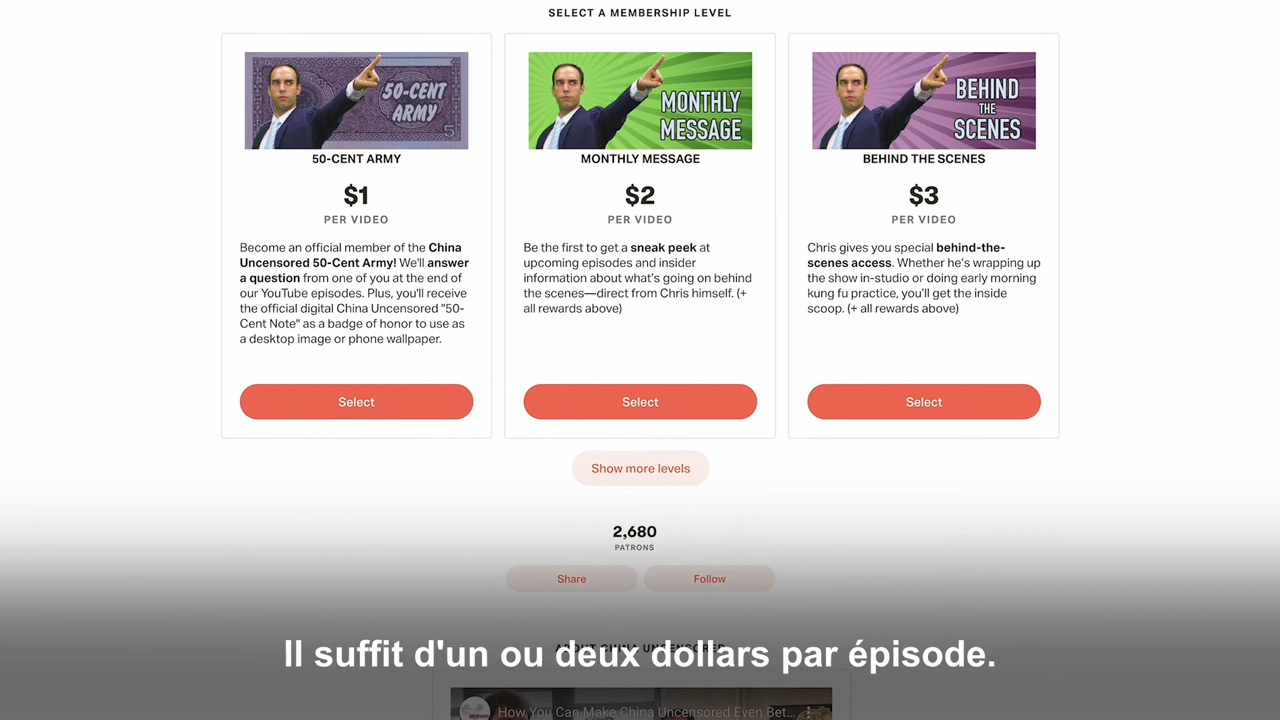 SELECT A MEMBERSHIP LEVEL
50-CENT
ARMY
5
50-CENT ARMY
$1
PER VIDEO
Become an official member of the China
Uncensored 50-Cent Army! We'll answer
a question from one of you at the end of
our YouTube episodes. Plus, you'll receive
the official digital China Uncensored "50-
Cent Note" as a badge of honor to use as
a desktop image or phone wallpaper.
Select
MONTHLY
MESSAGE
MONTHLY MESSAGE
$2
PER VIDEO
Be the first to get a sneak peek at
upcoming episodes and insider
information about what's going on behind
the scenes—direct from Chris himself. (+
all rewards above)
Select
BEHIND
THE
SCENES
BEHIND THE SCENES
$3
PER VIDEO
Chris gives you special behind-the-
scenes access. Whether he's wrapping up
the show in-studio or doing early morning
kung fu practice, you'll get the inside
scoop. (+ all rewards above)
Select
Show more levels
2,680
PATRONS
Share
Follow
ABOUT CHINA UNCENSORED
Il suffit d'un ou deux dollars par épisode.
How You Can Make China Uncensored Even Bet...